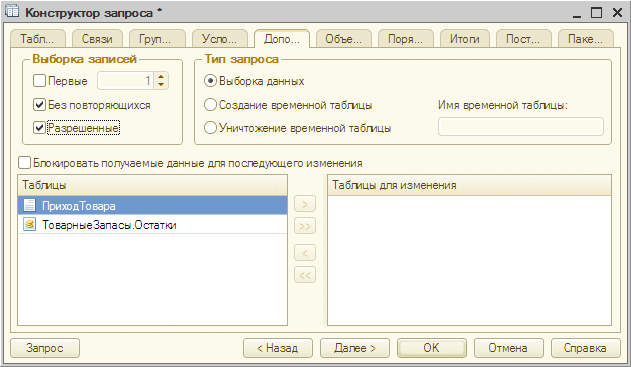 Конструктор запроса *
Табл... Связи Груп... Усло... Допо... Объе... Поря... Итоги Пост... Паке...
Выборка записей Тип запроса
Первые 1 Выборка данных
Без повторяющихся Создание временной таблицы Имя временной таблицы:
Разрешенные Уничтожение временной таблицы
Блокировать получаемые данные для последующего изменения
Таблицы Таблицы для изменения
ПриходТовара >
ТоварныеЗапасы.Остатки >>
<
<<
Запрос < Назад Далее > OK Отмена Справка